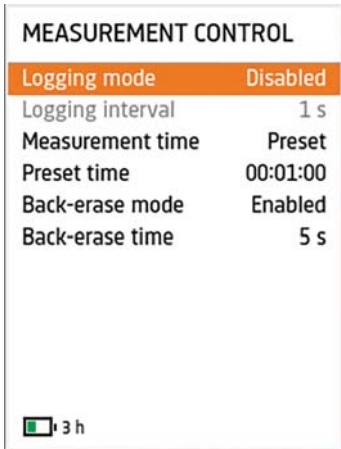 MEASUREMENT CONTROL
Logging mode Disabled
Logging interval 1 s
Measurement time Preset
Preset time 00:01:00
Back-erase mode Enabled
Back-erase time 5 s
3 h